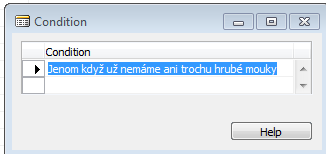 Condition
Condition
Jenom když už nemáme ani trochu hrubé mouky
Help